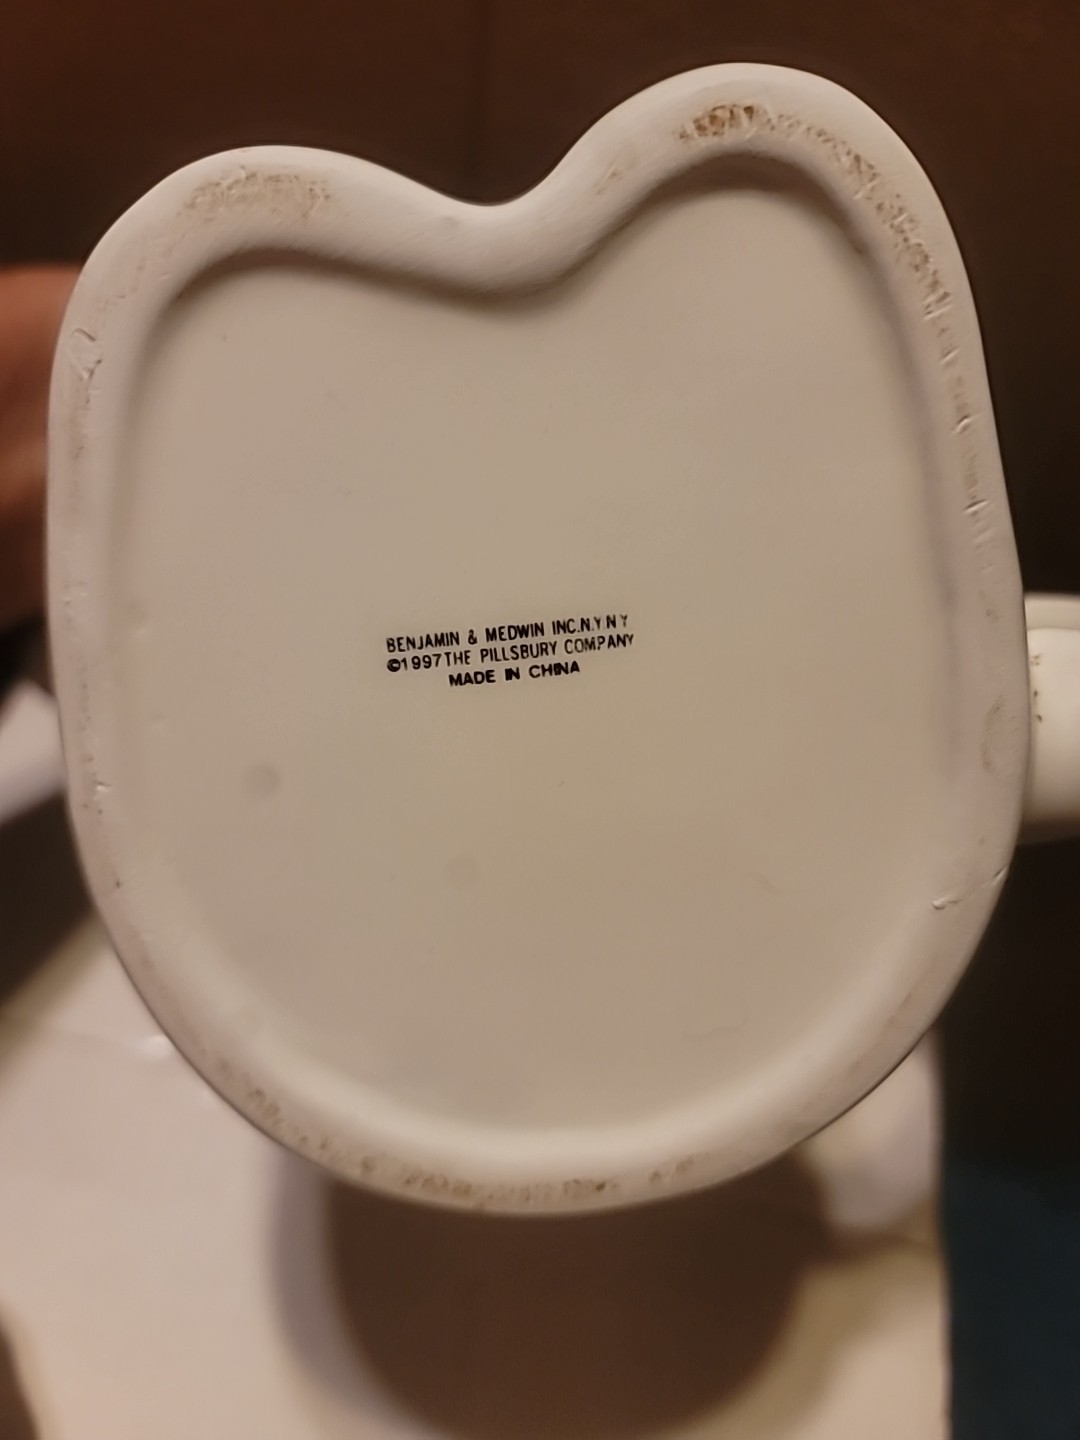 BENJAMIN & MEDWIN INC.N.Y.N Y
©1997 THE PILLSBURY COMPANY
MADE IN CHINA